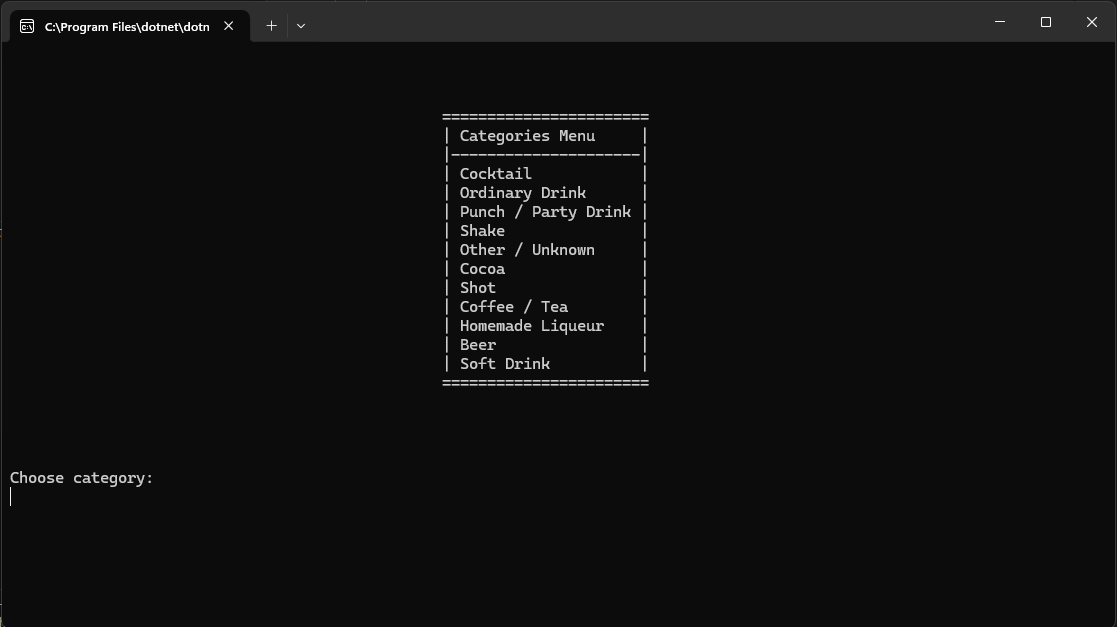 C:\Program Files\dotnet\dotn
=======================
| Categories Menu     |
|---------------------|
| Cocktail            |
| Ordinary Drink      |
| Punch / Party Drink |
| Shake               |
| Other / Unknown     |
| Cocoa               |
| Shot                |
| Coffee / Tea        |
| Homemade Liqueur    |
| Beer                |
| Soft Drink          |
=======================
Choose category: